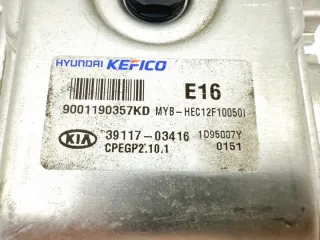 HYUNDAI KEFICO
E16
9001190357KD MYB-HEC12F10050I
KIA 39117-03416 1D95007Y
CPEGP2.10.1 0151